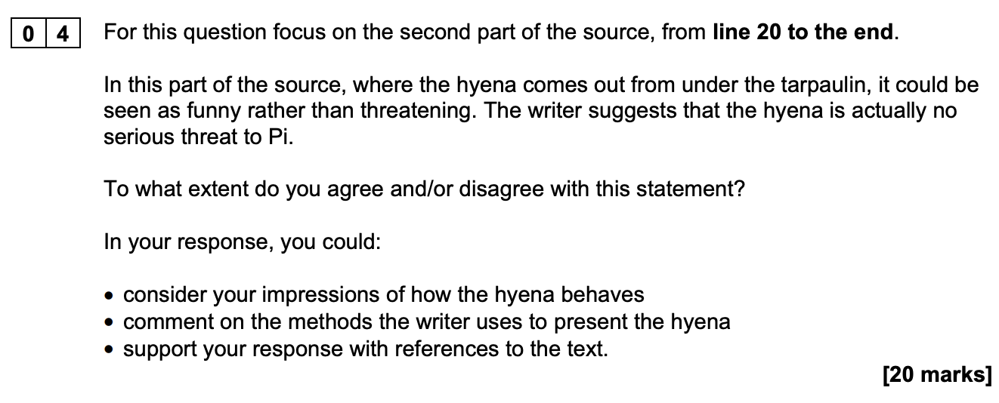 0 4 For this question focus on the second part of the source, from line 20 to the end.
In this part of the source, where the hyena comes out from under the tarpaulin, it could be
seen as funny rather than threatening. The writer suggests that the hyena is actually no
serious threat to Pi.
To what extent do you agree and/or disagree with this statement?
In your response, you could:
• consider your impressions of how the hyena behaves
• comment on the methods the writer uses to present the hyena
• support your response with references to the text.
[20 marks]